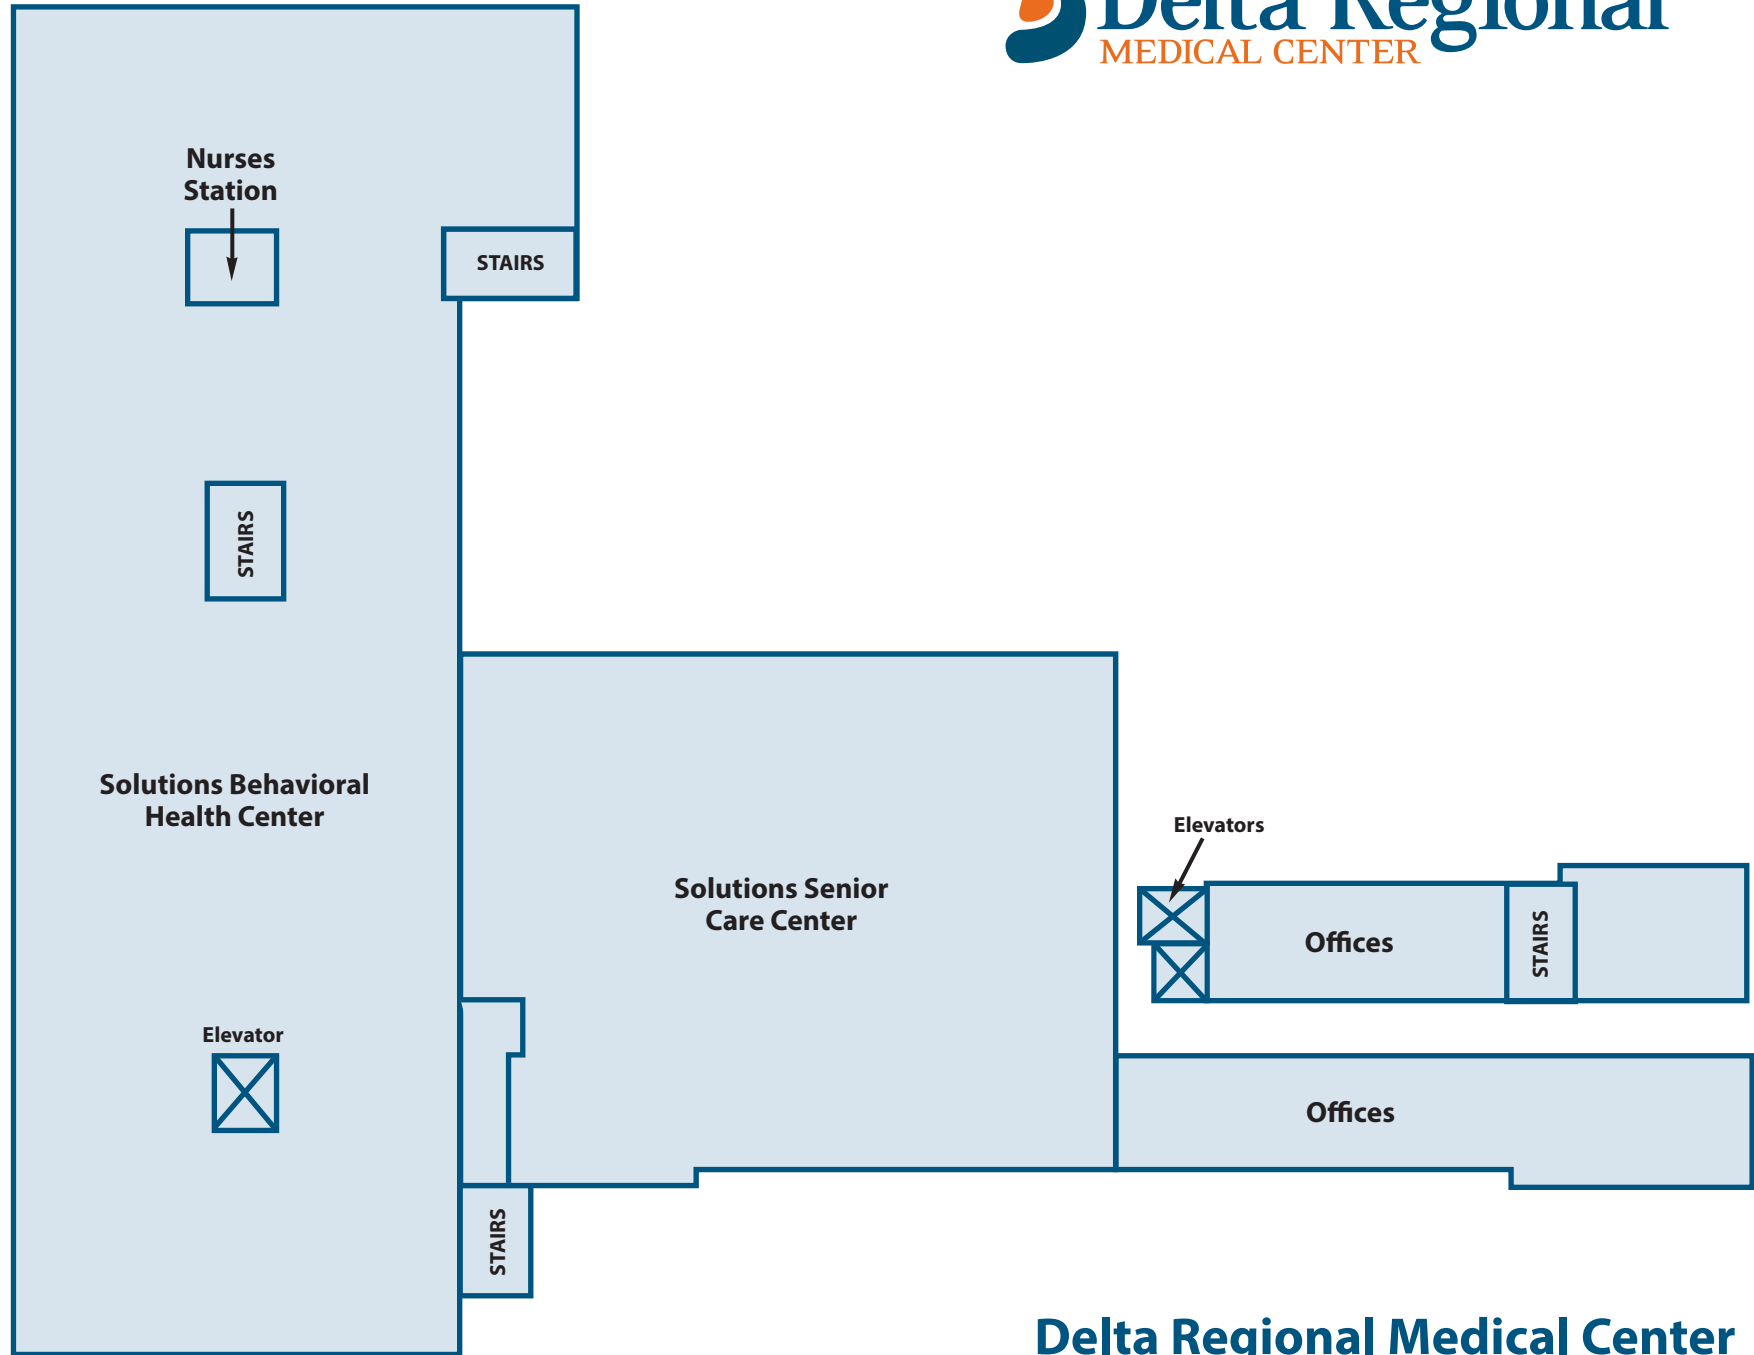 Delta Regional
MEDICAL CENTER
Nurses
Station
STAIRS
STAIRS
Solutions Behavioral
Health Center
Elevators
Solutions Senior
Care Center
Offices
STAIRS
Elevator
Offices
STAIRS
Delta Regional Medical Center